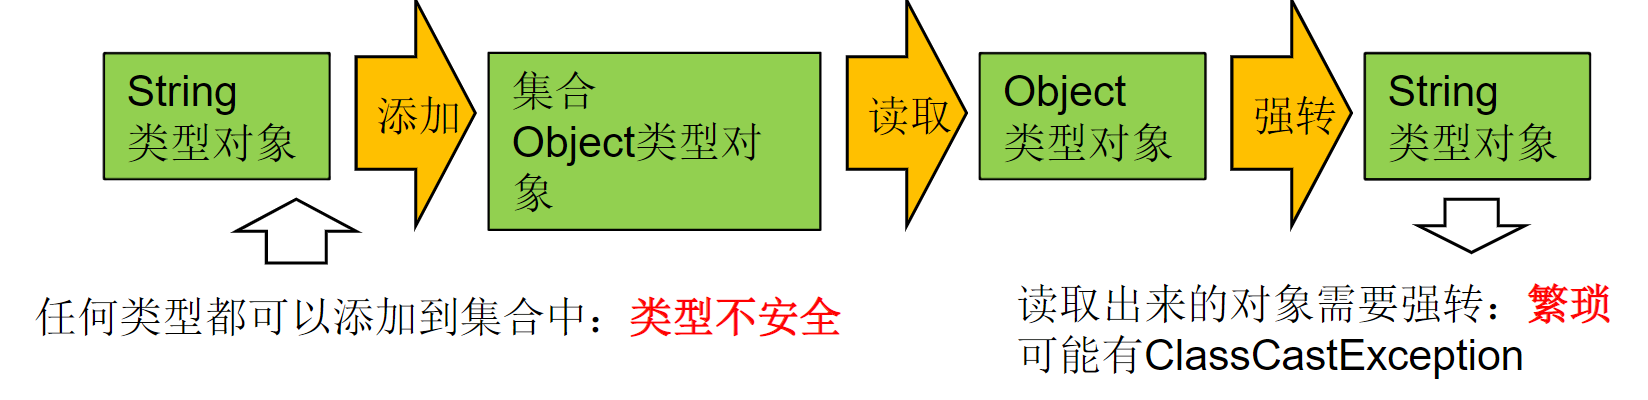 String
类型对象
添加
集合
Object类型对
象
读取
Object
类型对象
强转
String
类型对象
任何类型都可以添加到集合中：类型不安全
读取出来的对象需要强转：繁琐
可能有ClassCastException